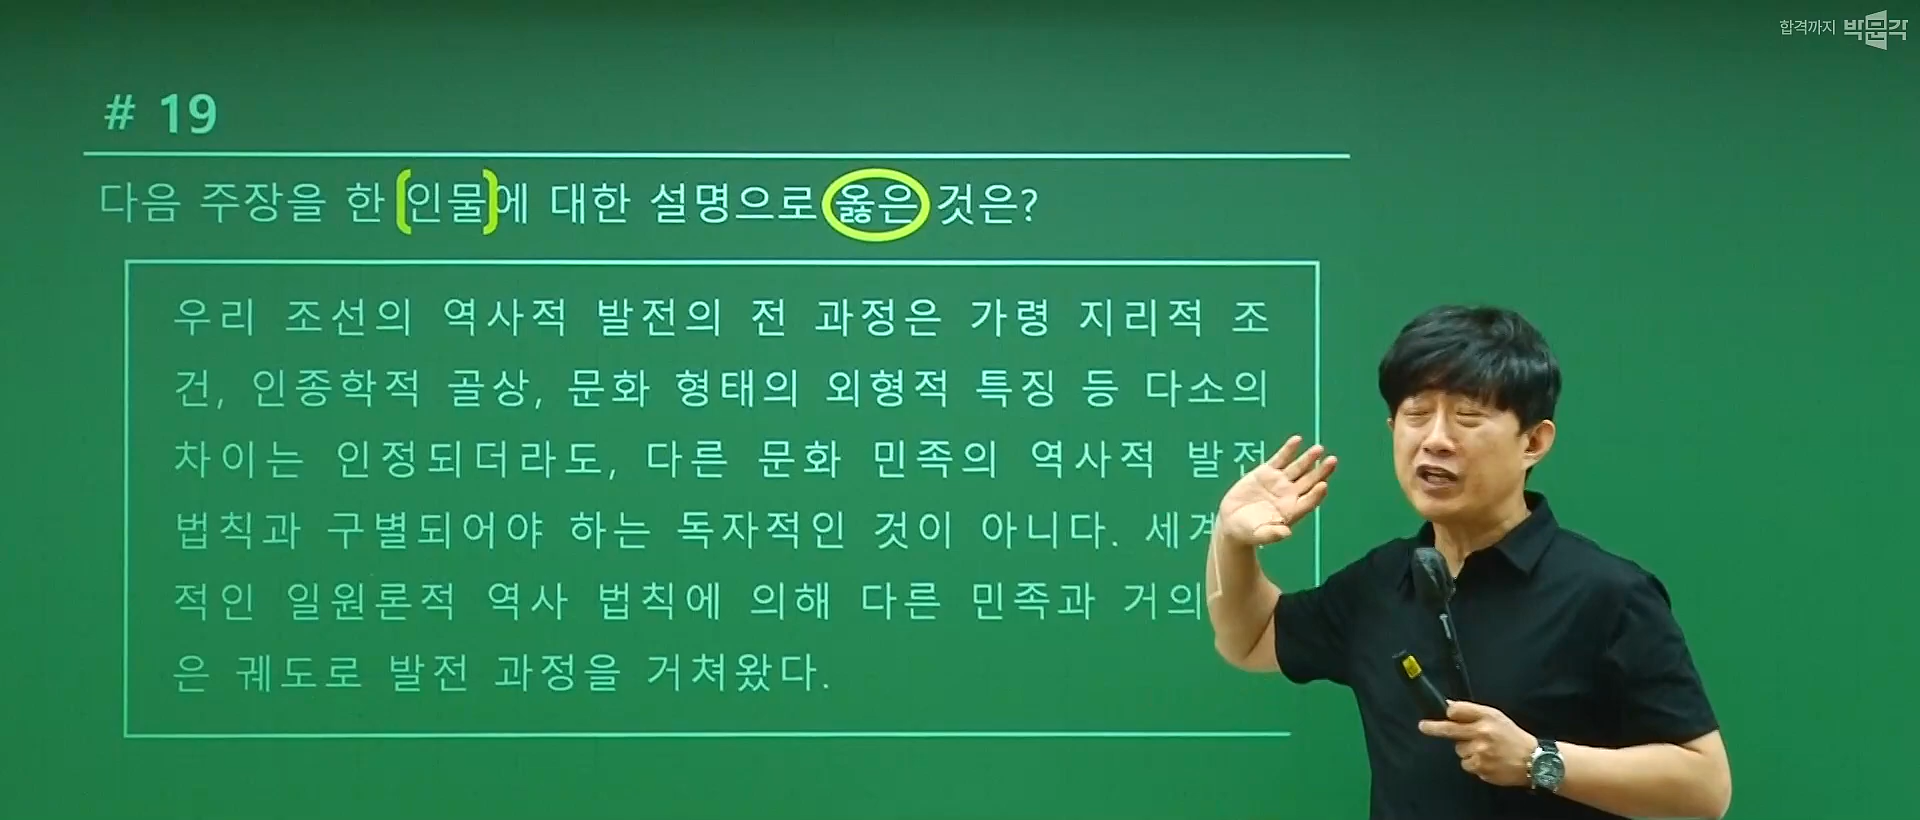 합격까지 박문각
# 19
다음 주장을 한 [인물]에 대한 설명으로 옳은 것은?
우리 조선의 역사적 발전의 전 과정은 가령 지리적 조
건, 인종학적 골상, 문화 형태의 외형적 특징 등 다소의
차이는 인정되더라도, 다른 문화 민족의 역사적 발전
법칙과 구별되어야 하는 독자적인 것이 아니다. 세계
적인 일원론적 역사 법칙에 의해 다른 민족과 거의
은 궤도로 발전 과정을 거쳐왔다.